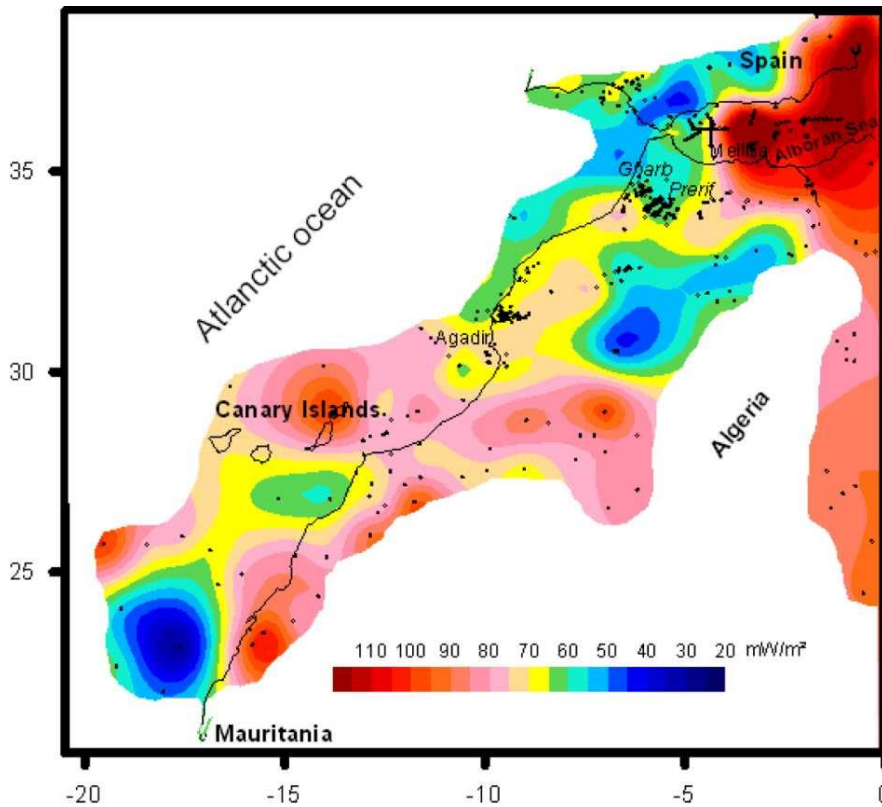 Spain
35
Melilla
Alboran Sea
Gharb
Prerif
Atlanctic ocean
Agadir
30
Canary Islands
Algeria
25
110 100 90 80 70 60 50 40 30 20 mW/m²
Mauritania
-20 -15 -10 -5 0